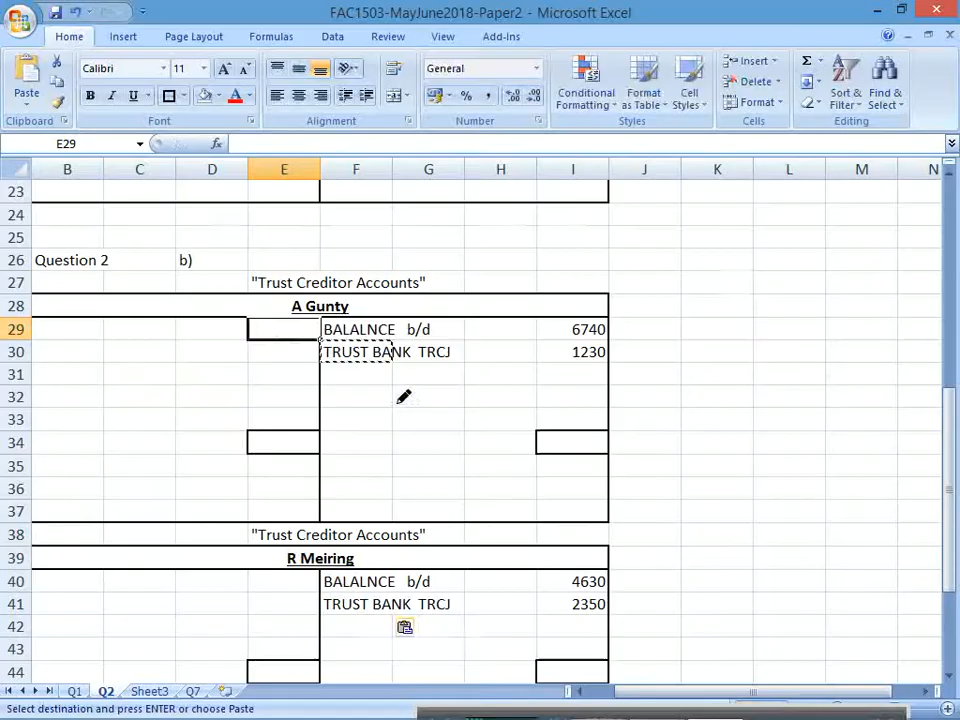 FAC1503-MayJune2018-Paper2 - Microsoft Excel
Home Insert Page Layout Formulas Data Review View Add-Ins
Paste Calibri 11 A A General Conditional Formatting Format as Table Cell Styles Insert Delete Format Σ Sort & Filter Find & Select
B I U A % ,
Clipboard Font Alignment Number Styles Cells Editing
E29 fx
B C D E F G H I J K L M N
23
24
25
26 Question 2 b)
27 "Trust Creditor Accounts"
28 A Gunty
29 BALALNCE b/d 6740
30 TRUST BANK TRCJ 1230
31
32
33
34
35
36
37
38 "Trust Creditor Accounts"
39 R Meiring
40 BALALNCE b/d 4630
41 TRUST BANK TRCJ 2350
42
43
44
Q1 Q2 Sheet3 Q7
Select destination and press ENTER or choose Paste